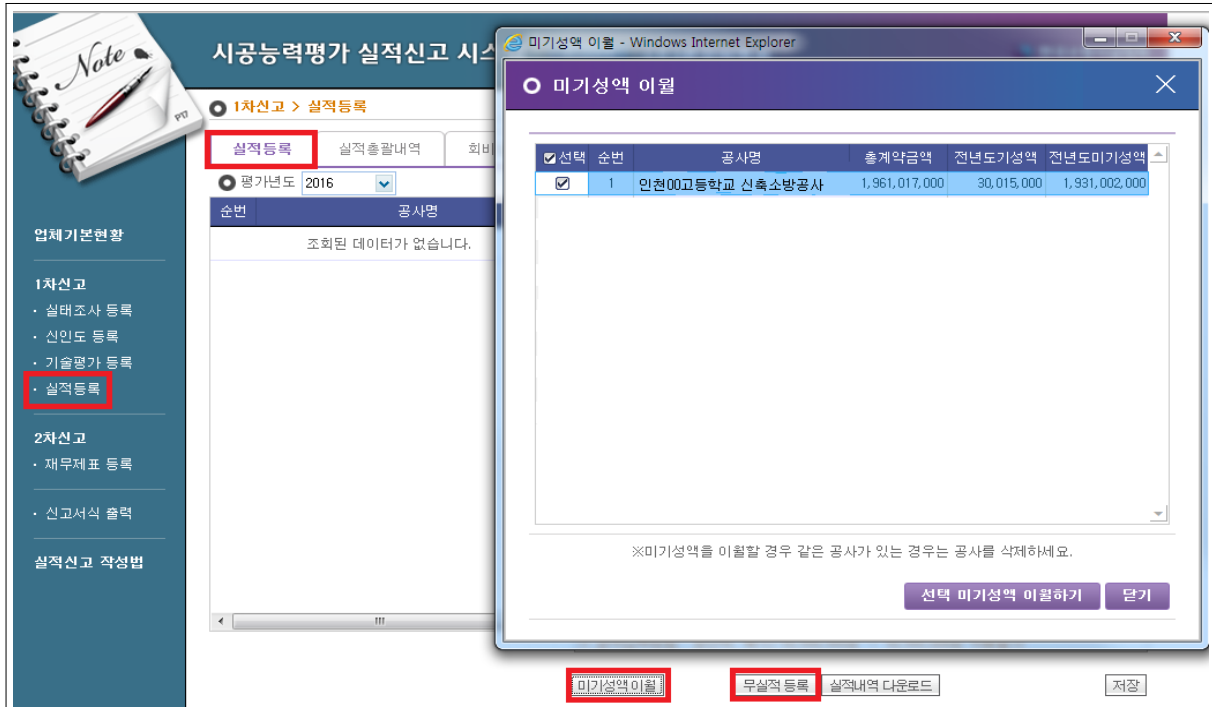 Note
P17
시공능력평가 실적신고 시스
1차신고 > 실적등록
실적등록
실적총괄내역
회비
평가년도 2016
순번 공사명
조회된 데이터가 없습니다.
업체기본현황
1차신고
· 실태조사 등록
· 신인도 등록
· 기술평가 등록
· 실적등록
2차신고
· 재무제표 등록
· 신고서식 출력
실적신고 작성법
미기성액 이월 - Windows Internet Explorer
미기성액 이월
선택 순번 공사명 총계약금액 전년도기성액 전년도미기성액
1 인천00고등학교 신축소방공사 1,961,017,000 30,015,000 1,931,002,000
※미기성액을 이월할 경우 같은 공사가 있는 경우는 공사를 삭제하세요.
선택 미기성액 이월하기 닫기
미기성액 이월 무실적 등록 실적내역 다운로드 저장